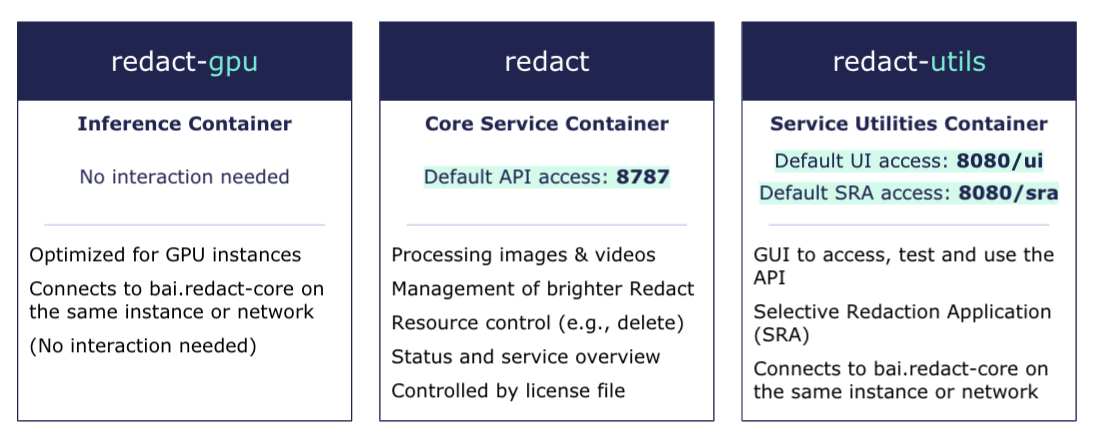 redact-gpu
Inference Container
No interaction needed
Optimized for GPU instances
Connects to bai.redact-core on
the same instance or network
(No interaction needed)
redact
Core Service Container
Default API access: 8787
Processing images & videos
Management of brighter Redact
Resource control (e.g., delete)
Status and service overview
Controlled by license file
redact-utils
Service Utilities Container
Default UI access: 8080/ui
Default SRA access: 8080/sra
GUI to access, test and use the
API
Selective Redaction Application
(SRA)
Connects to bai.redact-core on
the same instance or network